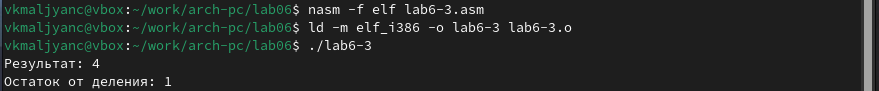 vkmaljyanc@vbox:~/work/arch-pc/lab06$ nasm -f elf lab6-3.asm
vkmaljyanc@vbox:~/work/arch-pc/lab06$ ld -m elf_i386 -o lab6-3 lab6-3.o
vkmaljyanc@vbox:~/work/arch-pc/lab06$ ./lab6-3
Результат: 4
Остаток от деления: 1